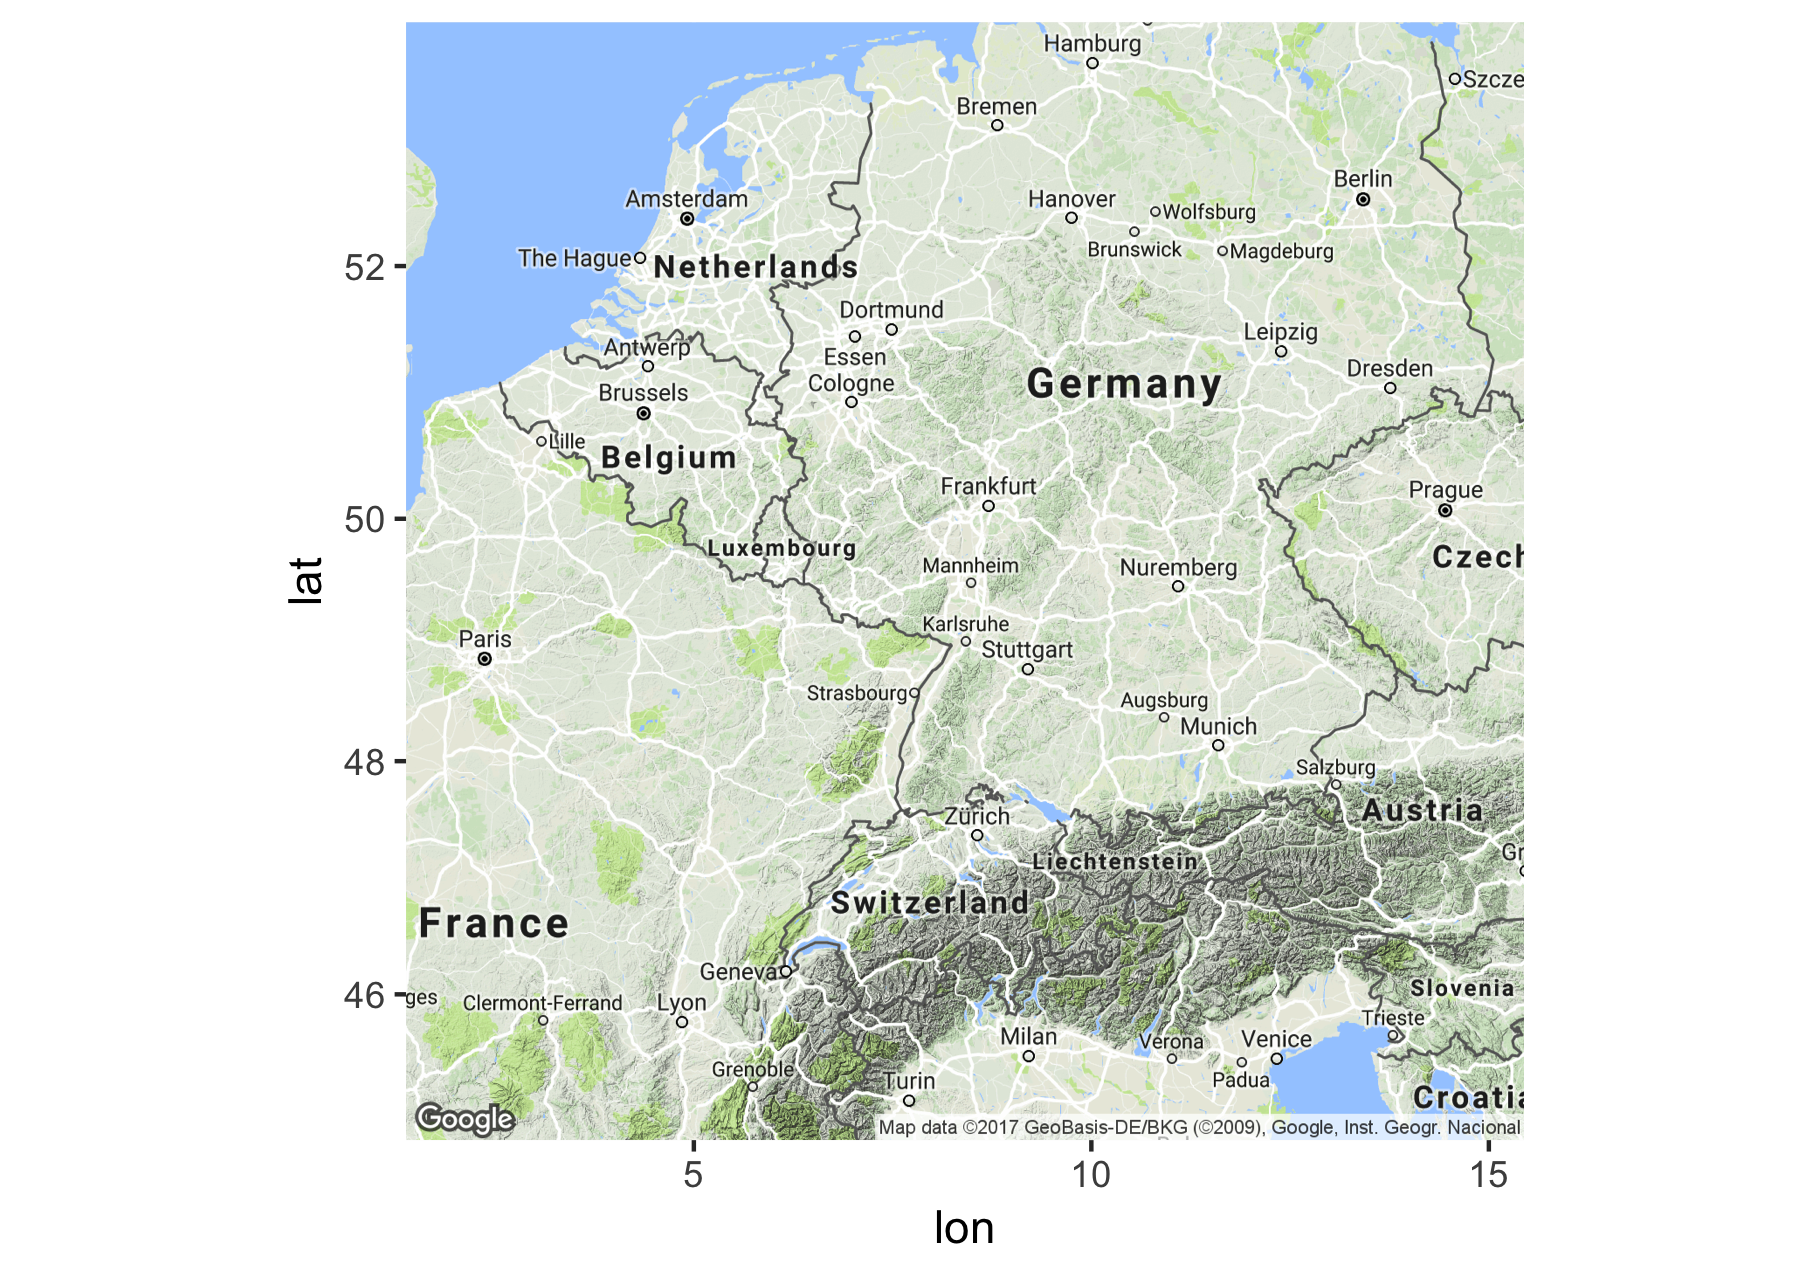 Hamburg
Szcze
Bremen
Berlin
Amsterdam
Hanover
Wolfsburg
Brunswick
Magdeburg
The Hague
Netherlands
52
Dortmund
Essen
Leipzig
Antwerp
Dresden
Cologne
Germany
Brussels
Lille
Belgium
Frankfurt
Prague
50
Luxembourg
Czech
lat
Mannheim
Nuremberg
Karlsruhe
Paris
Stuttgart
Strasbourg
Augsburg
Munich
48
Salzburg
Austria
Zürich
Gr
Liechtenstein
Switzerland
France
Geneva
Slovenia
46
ges
Clermont-Ferrand
Lyon
Trieste
Milan
Verona
Venice
Grenoble
Turin
Padua
Croatia
Google
Map data ©2017 GeoBasis-DE/BKG (©2009), Google, Inst. Geogr. Nacional
5
10
15
lon